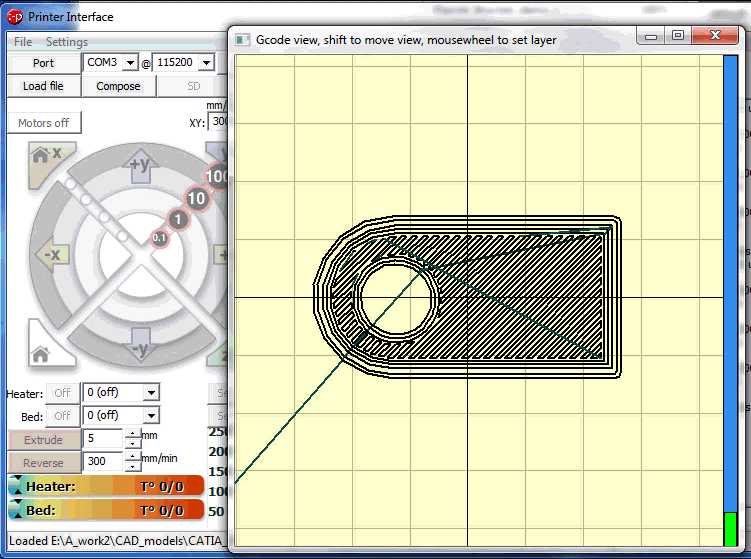 Printer Interface
File Settings
Port COM3 @ 115200
Load file Compose SD
mm/
Motors off XY: 300
x
+y
y
100
10
1
0.1
-x
-y
z
Heater: Off 0 (off)
Bed: Off 0 (off)
Extrude 5 mm
Reverse 300 mm/min
250
200
150
100
50
Heater: T° 0/0
Bed: T° 0/0
Loaded E:\A_work2\CAD_models\CATIA_
Gcode view, shift to move view, mousewheel to set layer